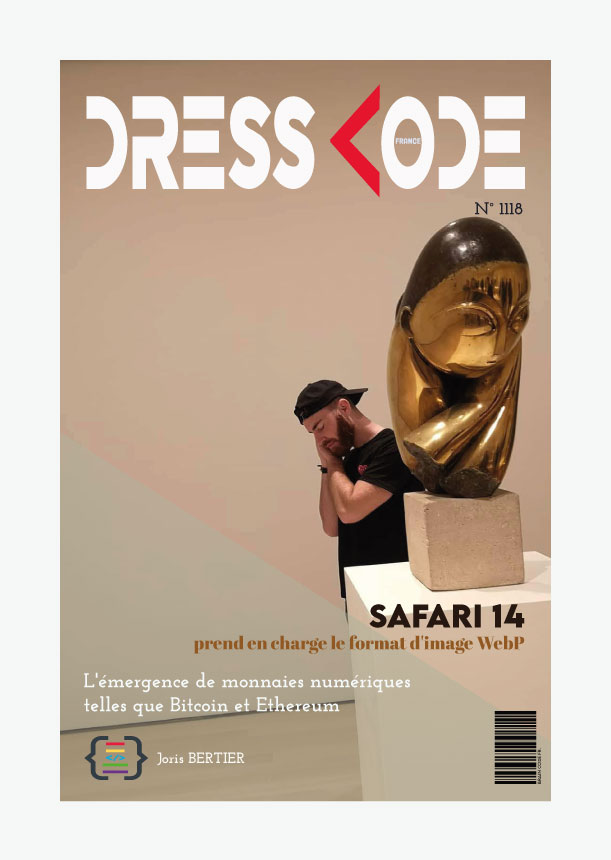 DRESS CODE
FRANCE
N° 1118
SAFARI 14
prend en charge le format d'image WebP
L'émergence de monnaies numériques
telles que Bitcoin et Ethereum
</>
Joris BERTIER